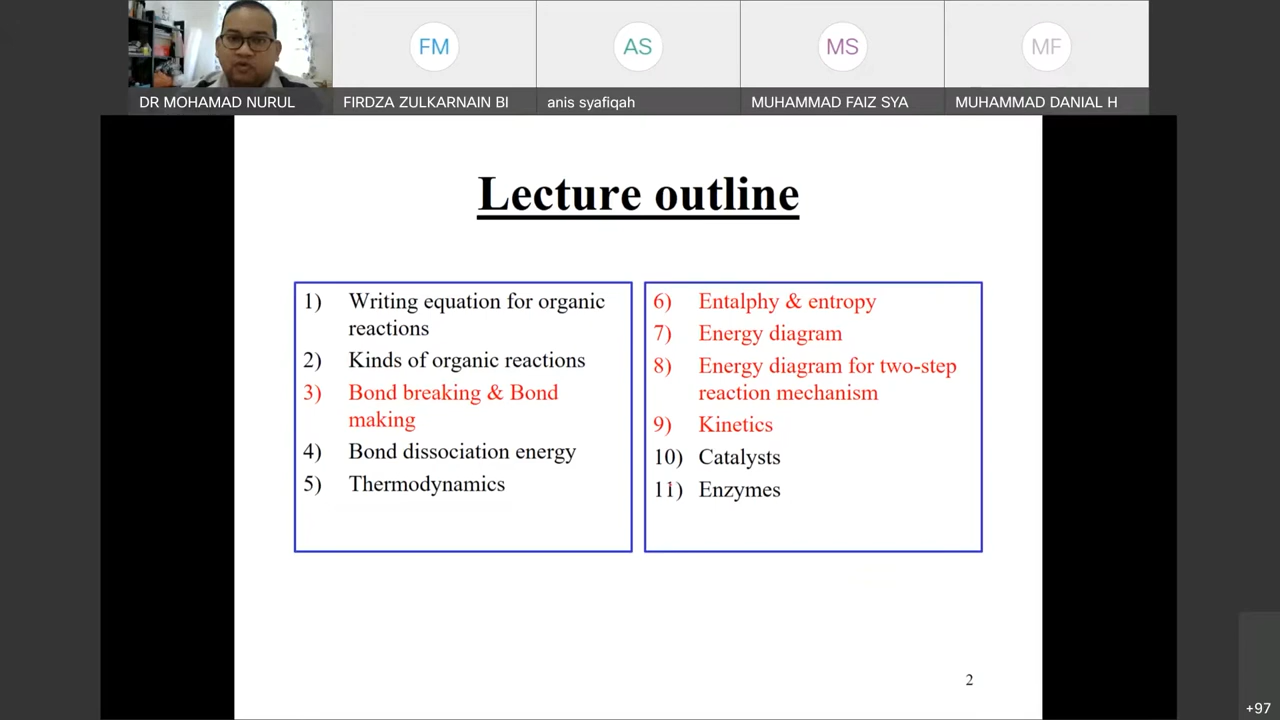 FM
AS
MS
MF
DR MOHAMAD NURUL
FIRDZA ZULKARNAIN BI
anis syafiqah
MUHAMMAD FAIZ SYA
MUHAMMAD DANIAL H
Lecture outline
1) Writing equation for organic
reactions
2) Kinds of organic reactions
3) Bond breaking & Bond
making
4) Bond dissociation energy
5) Thermodynamics
6) Entalphy & entropy
7) Energy diagram
8) Energy diagram for two-step
reaction mechanism
9) Kinetics
10) Catalysts
11) Enzymes
2
+97